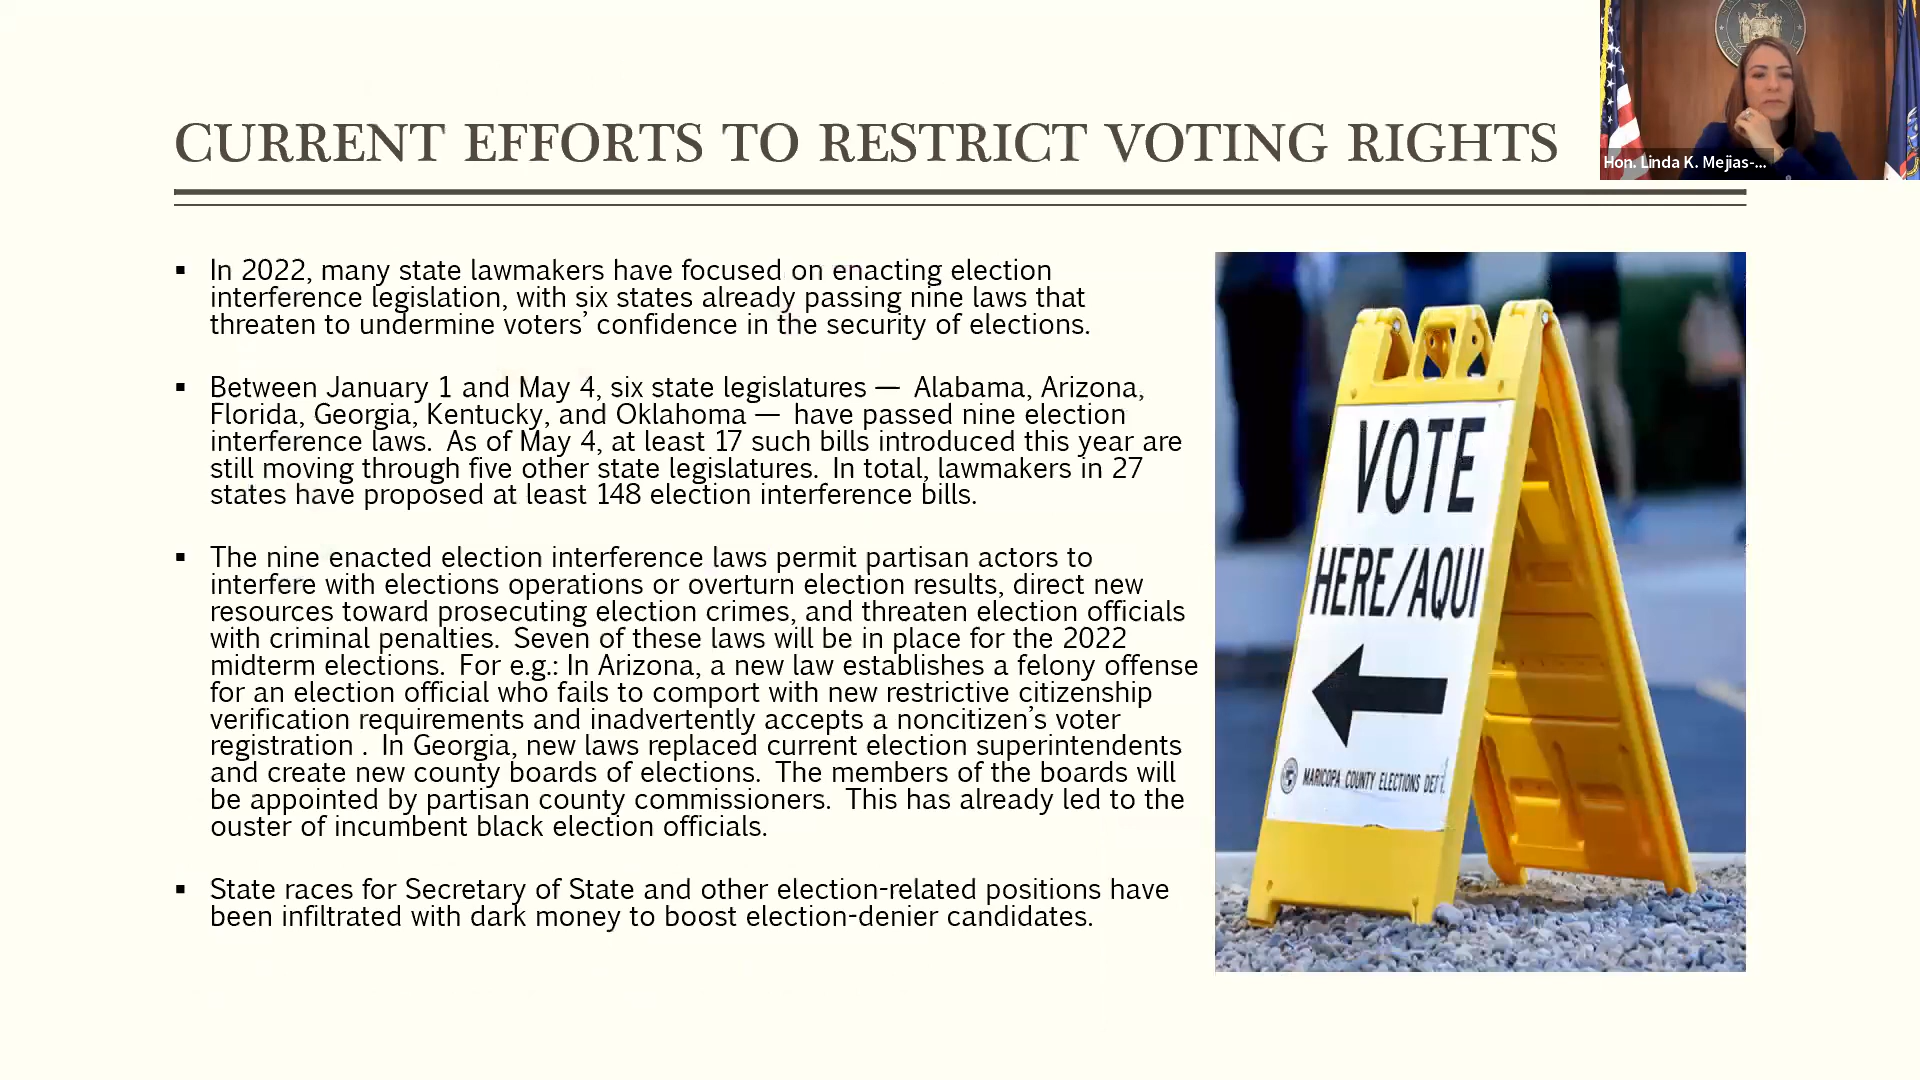 CURRENT EFFORTS TO RESTRICT VOTING RIGHTS
Hon. Linda K. Mejias-...
▪ In 2022, many state lawmakers have focused on enacting election
interference legislation, with six states already passing nine laws that
threaten to undermine voters’ confidence in the security of elections.
▪ Between January 1 and May 4, six state legislatures — Alabama, Arizona,
Florida, Georgia, Kentucky, and Oklahoma — have passed nine election
interference laws. As of May 4, at least 17 such bills introduced this year are
still moving through five other state legislatures. In total, lawmakers in 27
states have proposed at least 148 election interference bills.
▪ The nine enacted election interference laws permit partisan actors to
interfere with elections operations or overturn election results, direct new
resources toward prosecuting election crimes, and threaten election officials
with criminal penalties. Seven of these laws will be in place for the 2022
midterm elections. For e.g.: In Arizona, a new law establishes a felony offense
for an election official who fails to comport with new restrictive citizenship
verification requirements and inadvertently accepts a noncitizen’s voter
registration . In Georgia, new laws replaced current election superintendents
and create new county boards of elections. The members of the boards will
be appointed by partisan county commissioners. This has already led to the
ouster of incumbent black election officials.
▪ State races for Secretary of State and other election-related positions have
been infiltrated with dark money to boost election-denier candidates.
VOTE
HERE/AQUI
MARICOPA COUNTY ELECTIONS DEPT.